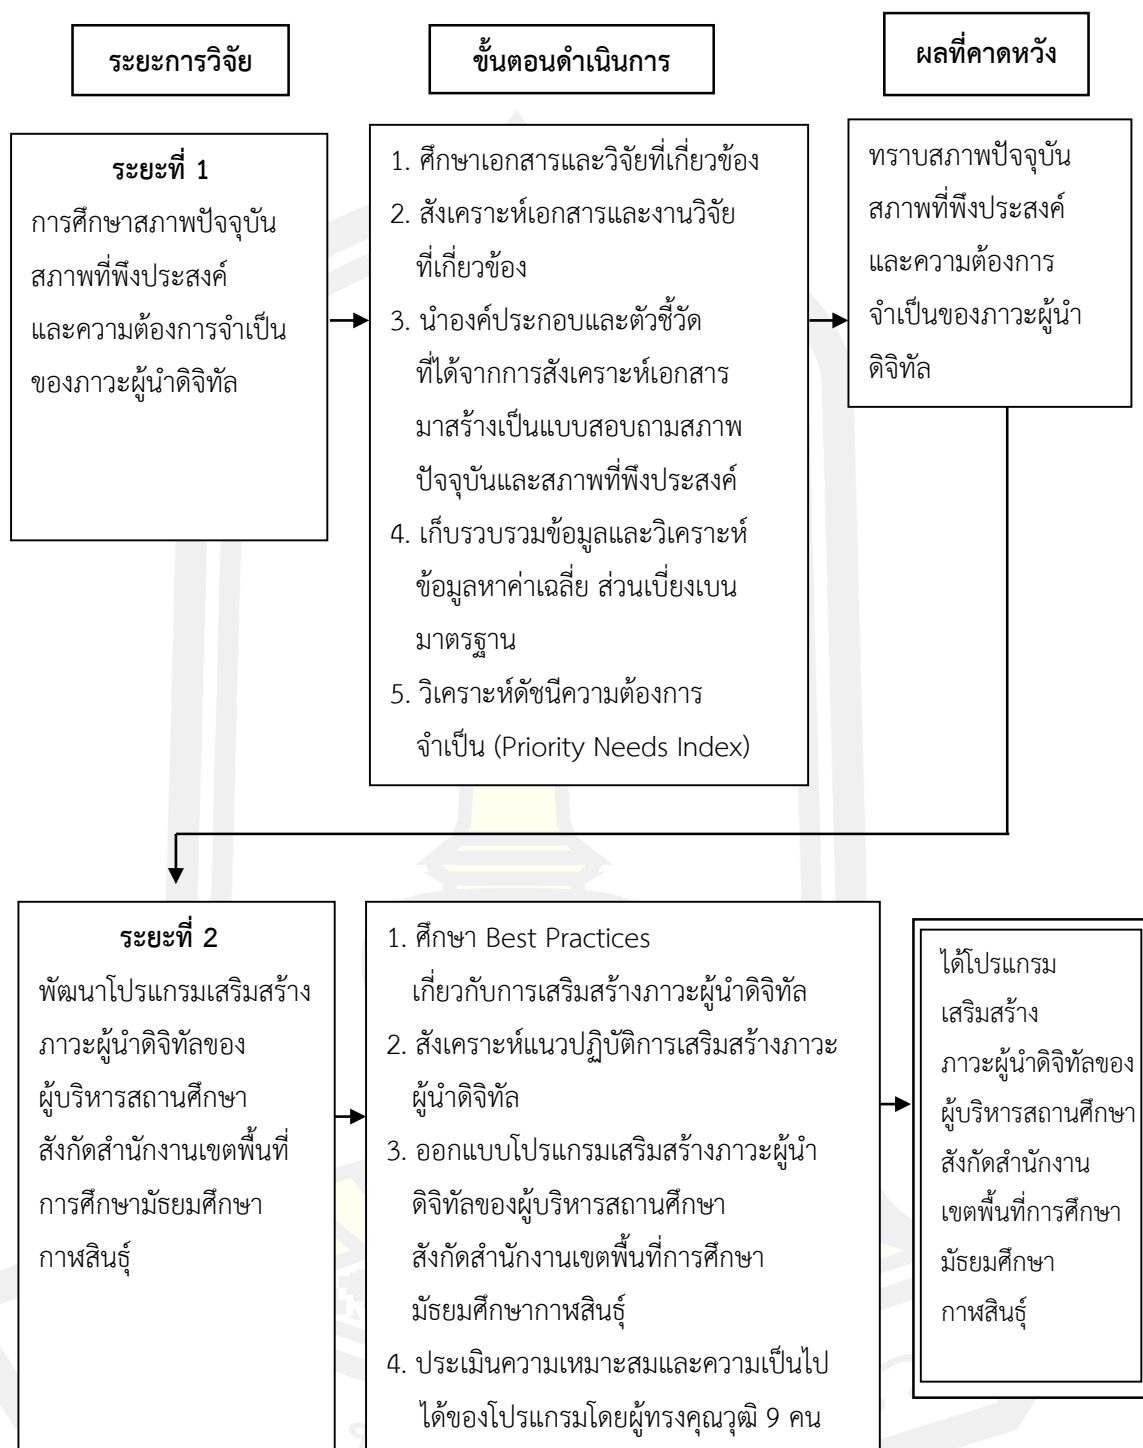 ระยะการวิจัย
ขั้นตอนดำเนินการ
ผลที่คาดหวัง
ระยะที่ 1
การศึกษาสภาพปัจจุบัน
สภาพที่พึงประสงค์
และความต้องการจำเป็น
ของภาวะผู้นำดิจิทัล
1. ศึกษาเอกสารและวิจัยที่เกี่ยวข้อง
2. สังเคราะห์เอกสารและงานวิจัย
ที่เกี่ยวข้อง
3. นำองค์ประกอบและตัวชี้วัด
ที่ได้จากการสังเคราะห์เอกสาร
มาสร้างเป็นแบบสอบถามสภาพ
ปัจจุบันและสภาพที่พึงประสงค์
4. เก็บรวบรวมข้อมูลและวิเคราะห์
ข้อมูลหาค่าเฉลี่ย ส่วนเบี่ยงเบน
มาตรฐาน
5. วิเคราะห์ดัชนีความต้องการ
จำเป็น (Priority Needs Index)
ทราบสภาพปัจจุบัน
สภาพที่พึงประสงค์
และความต้องการ
จำเป็นของภาวะผู้นำ
ดิจิทัล
ระยะที่ 2
พัฒนาโปรแกรมเสริมสร้าง
ภาวะผู้นำดิจิทัลของ
ผู้บริหารสถานศึกษา
สังกัดสำนักงานเขตพื้นที่
การศึกษามัธยมศึกษา
กาฬสินธุ์
1. ศึกษา Best Practices
เกี่ยวกับการเสริมสร้างภาวะผู้นำดิจิทัล
2. สังเคราะห์แนวปฏิบัติการเสริมสร้างภาวะ
ผู้นำดิจิทัล
3. ออกแบบโปรแกรมเสริมสร้างภาวะผู้นำ
ดิจิทัลของผู้บริหารสถานศึกษา
สังกัดสำนักงานเขตพื้นที่การศึกษา
มัธยมศึกษากาฬสินธุ์
4. ประเมินความเหมาะสมและความเป็นไป
ได้ของโปรแกรมโดยผู้ทรงคุณวุฒิ 9 คน
ได้โปรแกรม
เสริมสร้าง
ภาวะผู้นำดิจิทัลของ
ผู้บริหารสถานศึกษา
สังกัดสำนักงาน
เขตพื้นที่การศึกษา
มัธยมศึกษา
กาฬสินธุ์